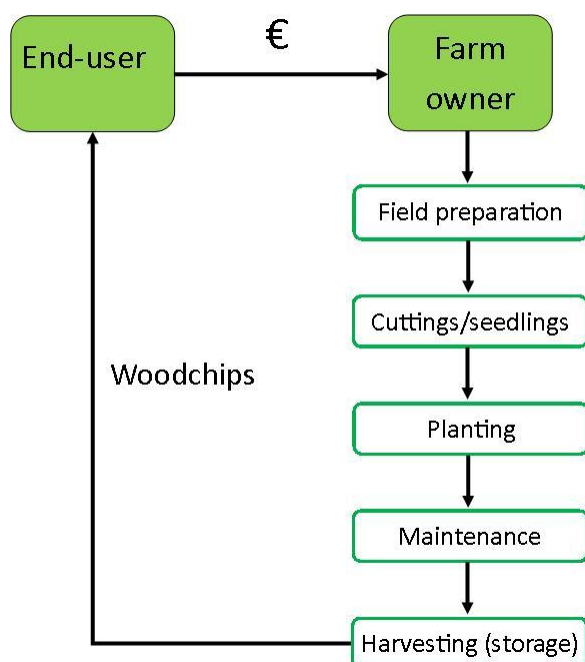 €
End-user
Farm
owner
Field preparation
Cuttings/seedlings
Woodchips
Planting
Maintenance
Harvesting (storage)